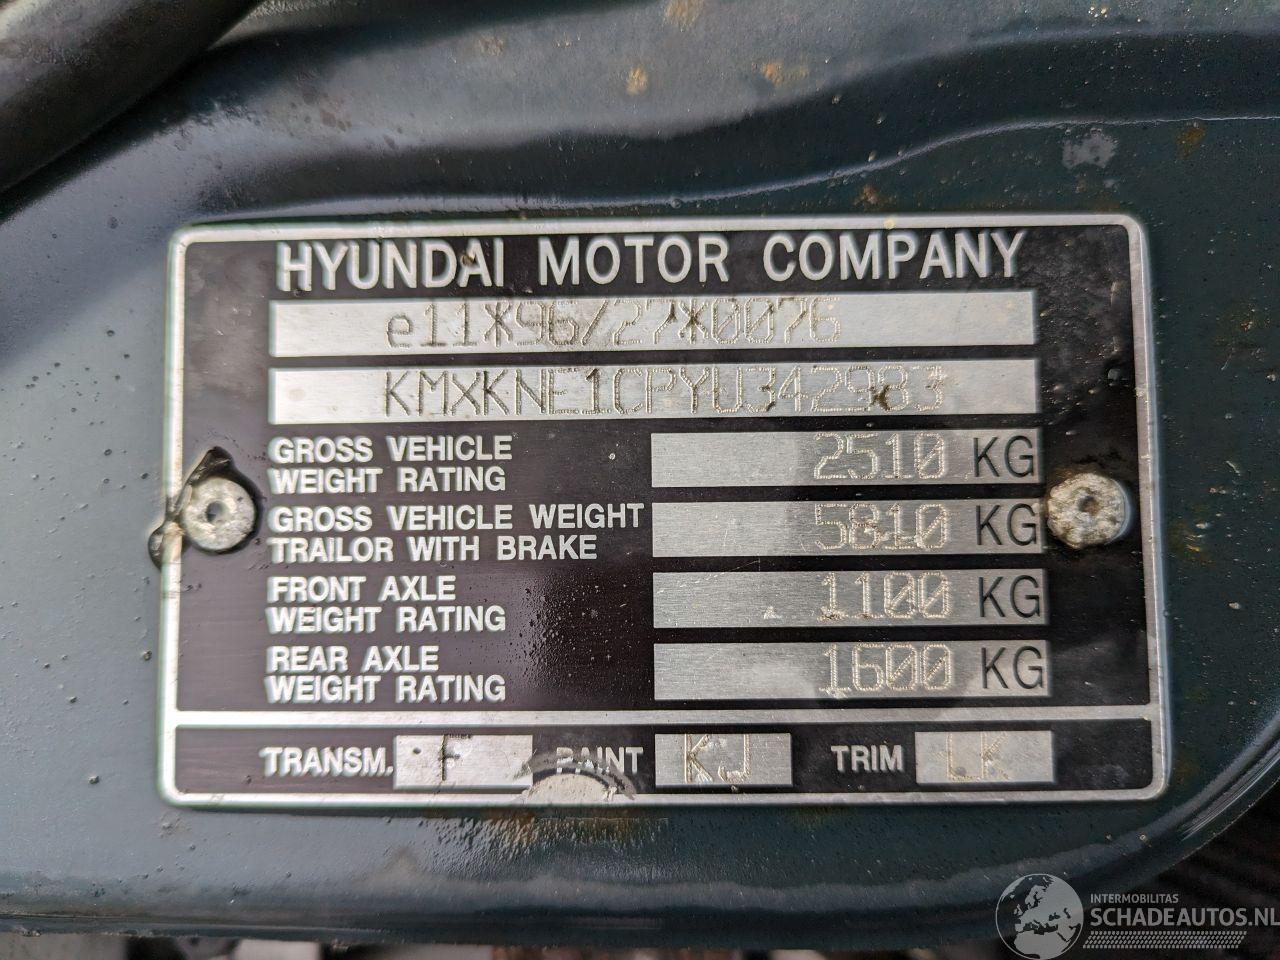 HYUNDAI MOTOR COMPANY
e11*96/27*0076
KMXKNE1CPYU342983
GROSS VEHICLE
WEIGHT RATING 2510 KG
GROSS VEHICLE WEIGHT
TRAILOR WITH BRAKE 5810 KG
FRONT AXLE
WEIGHT RATING 1100 KG
REAR AXLE
WEIGHT RATING 1600 KG
TRANSM. F PAINT KJ TRIM LK
INTERMOBILITAS
SCHADEAUTOS.NL